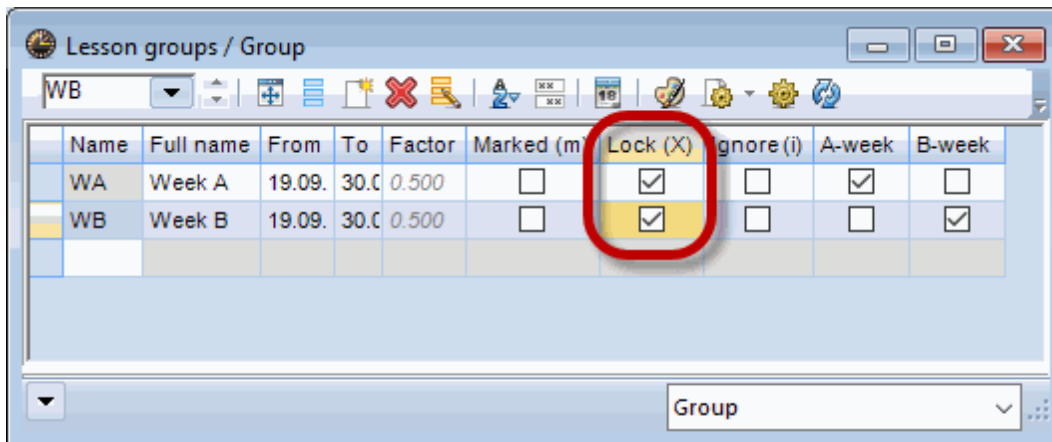 Lesson groups / Group
WB
Name Full name From To Factor Marked (m) Lock (X) Ignore (i) A-week B-week
WA Week A 19.09. 30.0 0.500
WB Week B 19.09. 30.0 0.500
Group